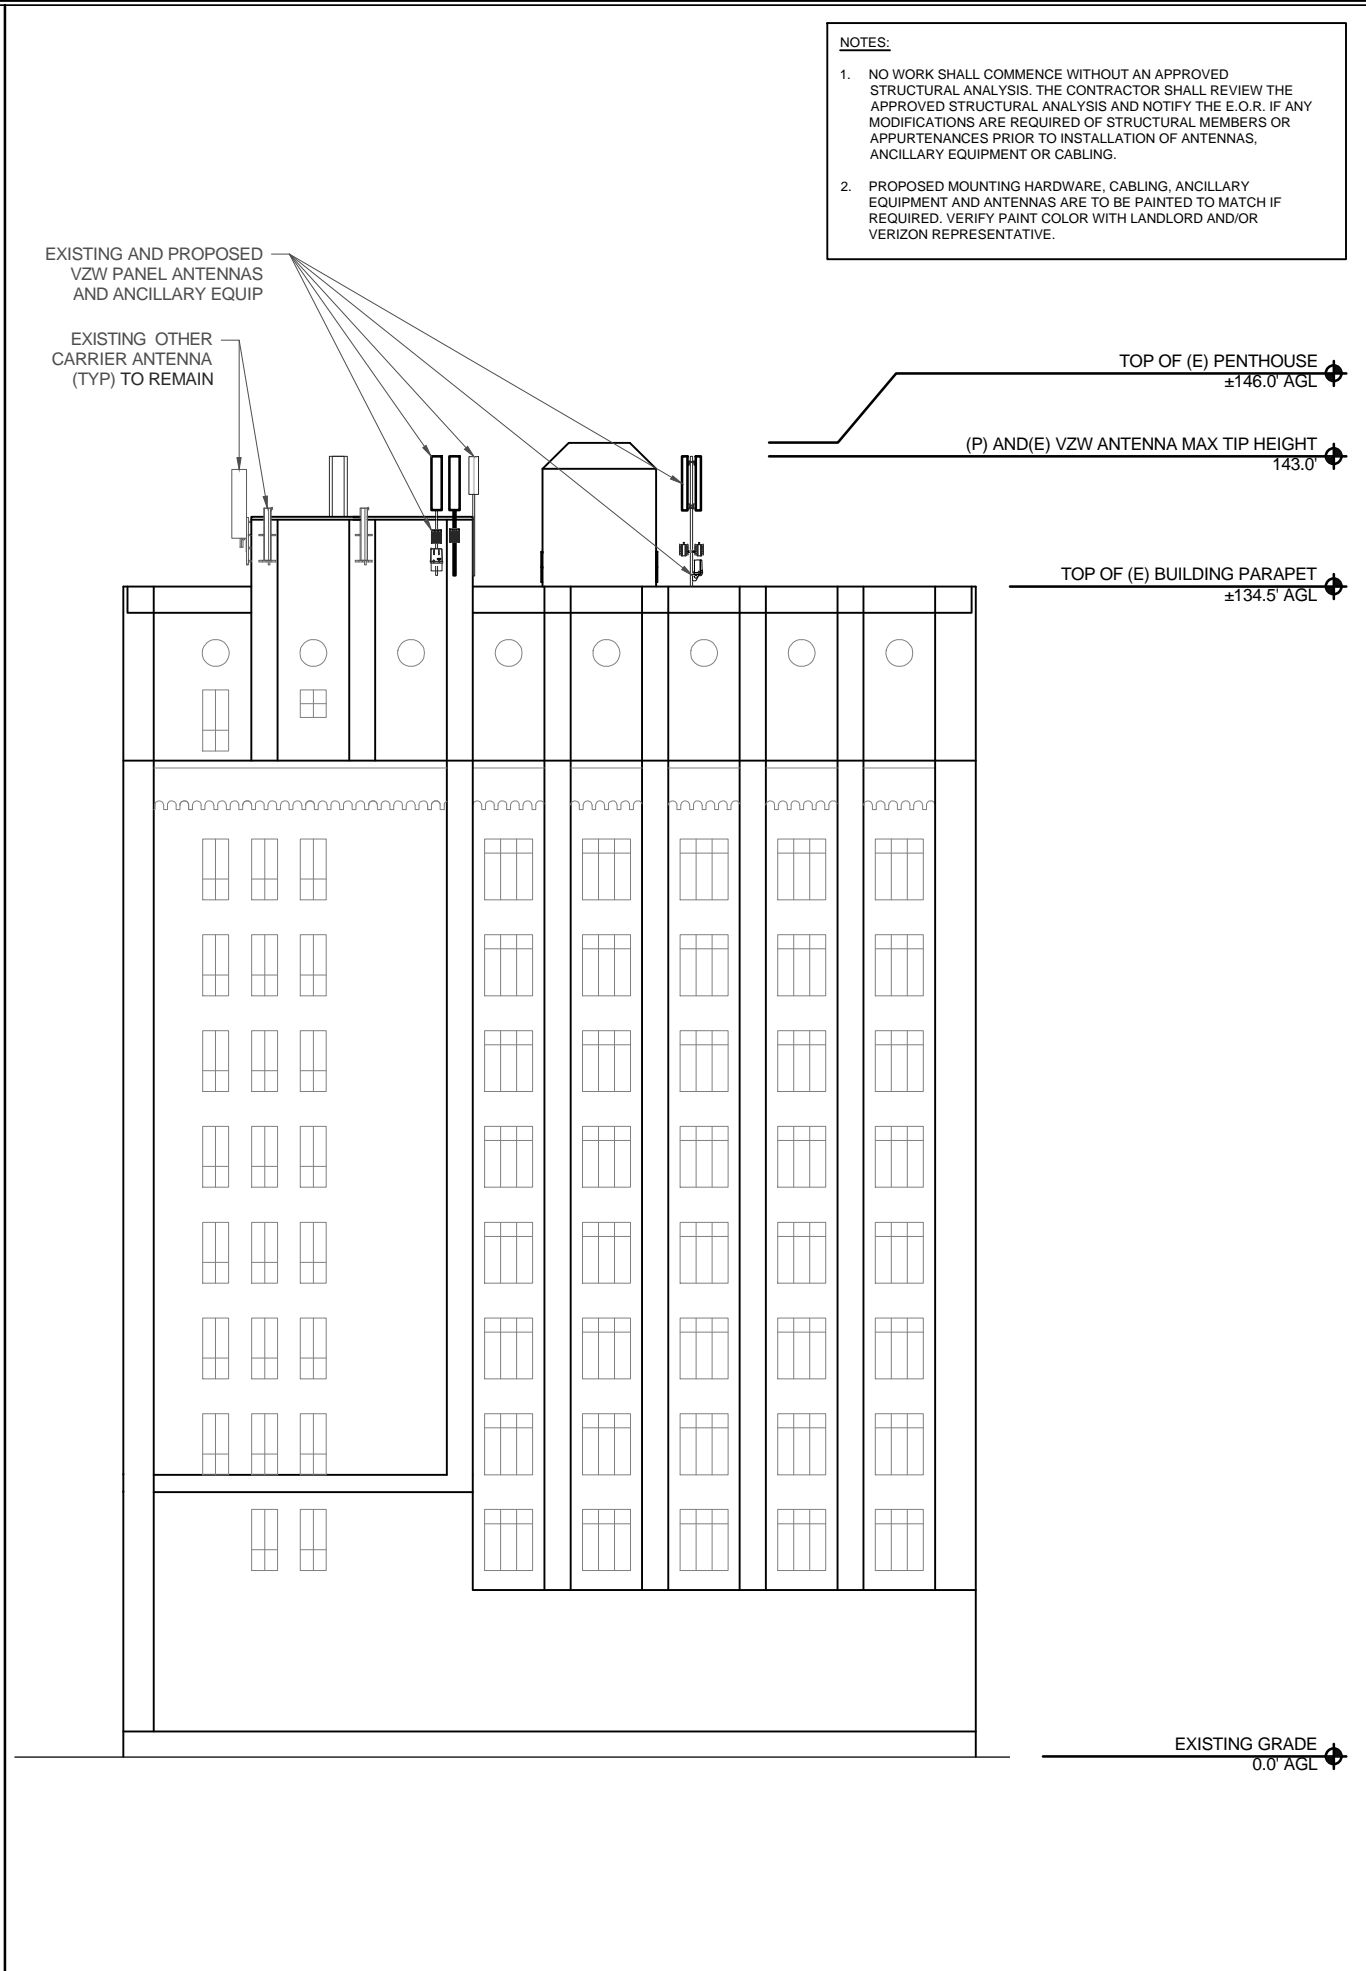 NOTES:
1. NO WORK SHALL COMMENCE WITHOUT AN APPROVED
STRUCTURAL ANALYSIS. THE CONTRACTOR SHALL REVIEW THE
APPROVED STRUCTURAL ANALYSIS AND NOTIFY THE E.O.R. IF ANY
MODIFICATIONS ARE REQUIRED OF STRUCTURAL MEMBERS OR
APPURTENANCES PRIOR TO INSTALLATION OF ANTENNAS,
ANCILLARY EQUIPMENT OR CABLING.
2. PROPOSED MOUNTING HARDWARE, CABLING, ANCILLARY
EQUIPMENT AND ANTENNAS ARE TO BE PAINTED TO MATCH IF
REQUIRED. VERIFY PAINT COLOR WITH LANDLORD AND/OR
VERIZON REPRESENTATIVE.
EXISTING AND PROPOSED
VZW PANEL ANTENNAS
AND ANCILLARY EQUIP
EXISTING OTHER
CARRIER ANTENNA
(TYP) TO REMAIN
TOP OF (E) PENTHOUSE
±146.0' AGL
(P) AND(E) VZW ANTENNA MAX TIP HEIGHT
143.0'
TOP OF (E) BUILDING PARAPET
±134.5' AGL
EXISTING GRADE
0.0' AGL